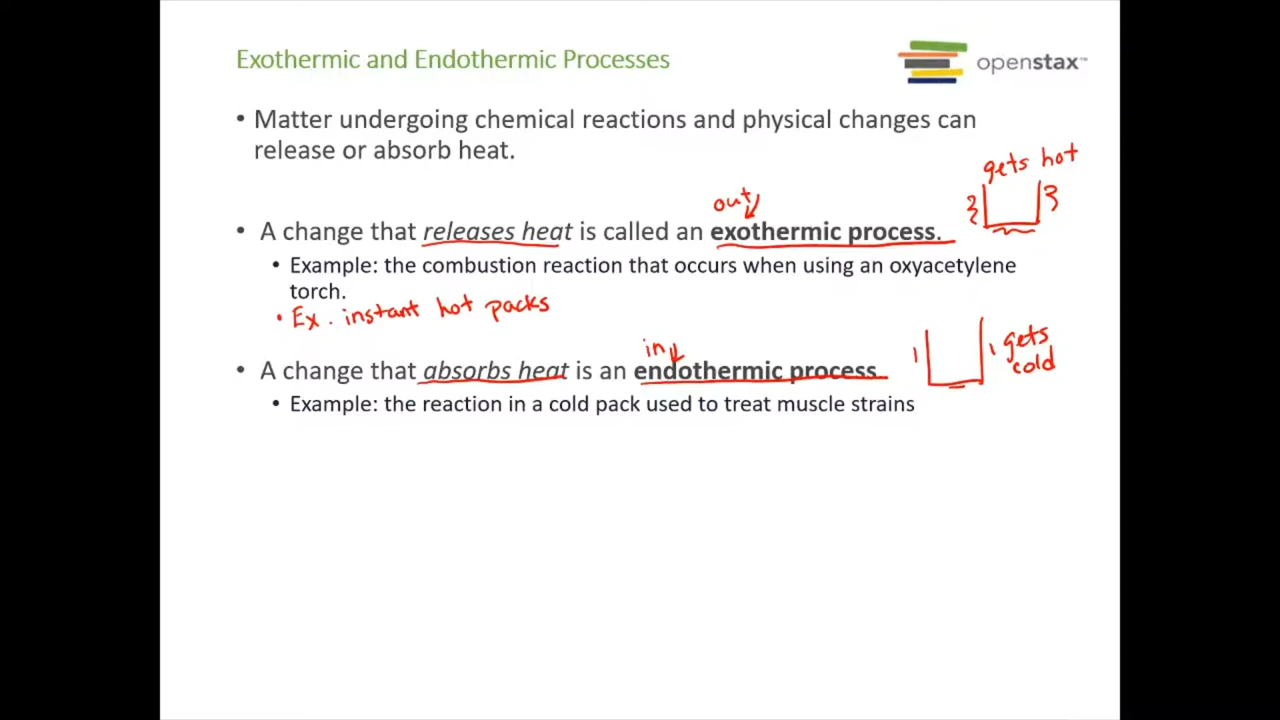 Exothermic and Endothermic Processes
openstax™
• Matter undergoing chemical reactions and physical changes can
release or absorb heat.
gets hot
out
• A change that releases heat is called an exothermic process.
• Example: the combustion reaction that occurs when using an oxyacetylene
torch.
• Ex. instant hot packs
in
gets
cold
• A change that absorbs heat is an endothermic process
• Example: the reaction in a cold pack used to treat muscle strains